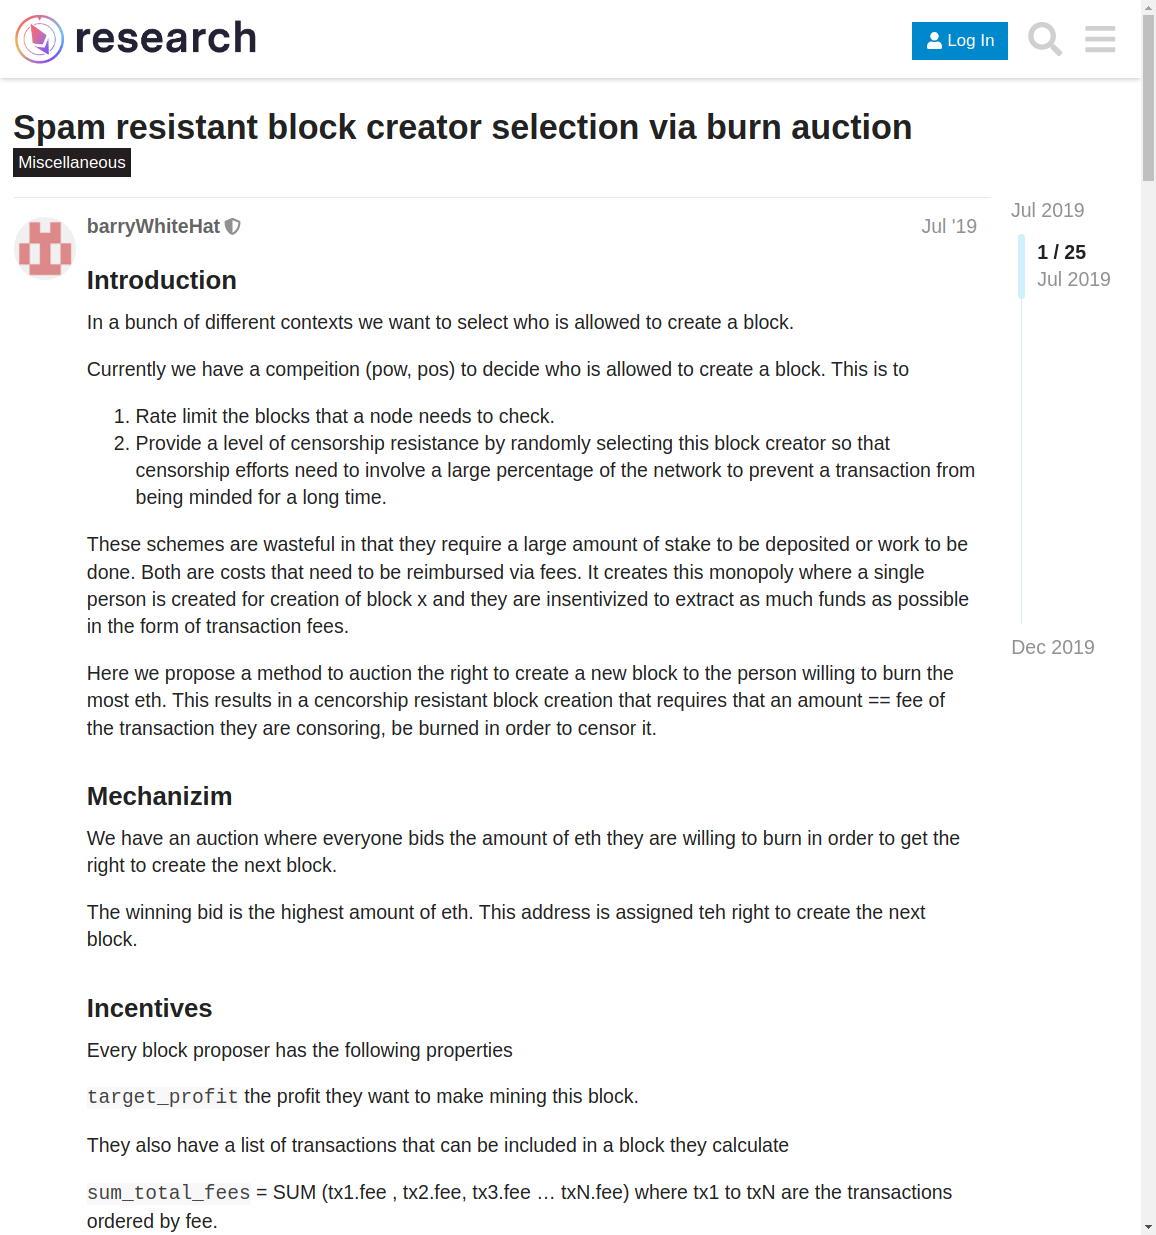 research
Log In
Spam resistant block creator selection via burn auction
Miscellaneous
barryWhiteHat
Jul '19
Jul 2019
1 / 25
Jul 2019
Dec 2019
Introduction
In a bunch of different contexts we want to select who is allowed to create a block.
Currently we have a compeition (pow, pos) to decide who is allowed to create a block. This is to
1. Rate limit the blocks that a node needs to check.
2. Provide a level of censorship resistance by randomly selecting this block creator so that
censorship efforts need to involve a large percentage of the network to prevent a transaction from
being minded for a long time.
These schemes are wasteful in that they require a large amount of stake to be deposited or work to be
done. Both are costs that need to be reimbursed via fees. It creates this monopoly where a single
person is created for creation of block x and they are insentivized to extract as much funds as possible
in the form of transaction fees.
Here we propose a method to auction the right to create a new block to the person willing to burn the
most eth. This results in a cencorship resistant block creation that requires that an amount == fee of
the transaction they are consoring, be burned in order to censor it.
Mechanizim
We have an auction where everyone bids the amount of eth they are willing to burn in order to get the
right to create the next block.
The winning bid is the highest amount of eth. This address is assigned teh right to create the next
block.
Incentives
Every block proposer has the following properties
target_profit the profit they want to make mining this block.
They also have a list of transactions that can be included in a block they calculate
sum_total_fees = SUM (tx1.fee , tx2.fee, tx3.fee … txN.fee) where tx1 to txN are the transactions
ordered by fee.